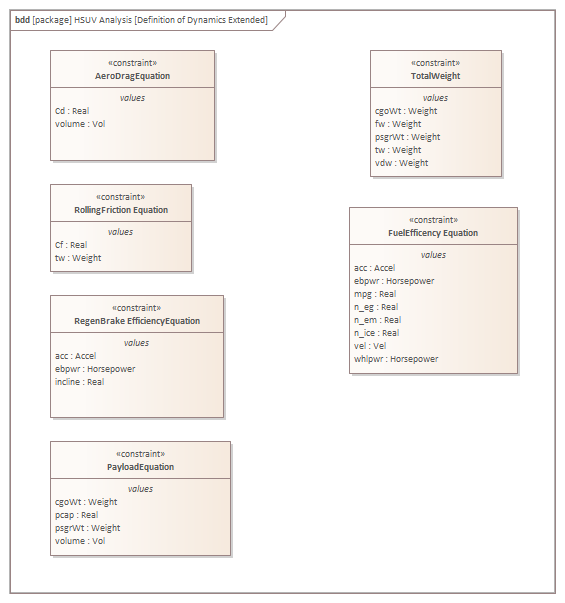 bdd [package] HSUV Analysis [Definition of Dynamics Extended]
«constraint»
AeroDragEquation
values
Cd : Real
volume : Vol
«constraint»
RollingFriction Equation
values
Cf : Real
tw : Weight
«constraint»
RegenBrake EfficiencyEquation
values
acc : Accel
ebpwr : Horsepower
incline : Real
«constraint»
PayloadEquation
values
cgoWt : Weight
pcap : Real
psgrWt : Weight
volume : Vol
«constraint»
TotalWeight
values
cgoWt : Weight
fw : Weight
psgrWt : Weight
tw : Weight
vdw : Weight
«constraint»
FuelEfficency Equation
values
acc : Accel
ebpwr : Horsepower
mpg : Real
n_eg : Real
n_em : Real
n_ice : Real
vel : Vel
whlpwr : Horsepower